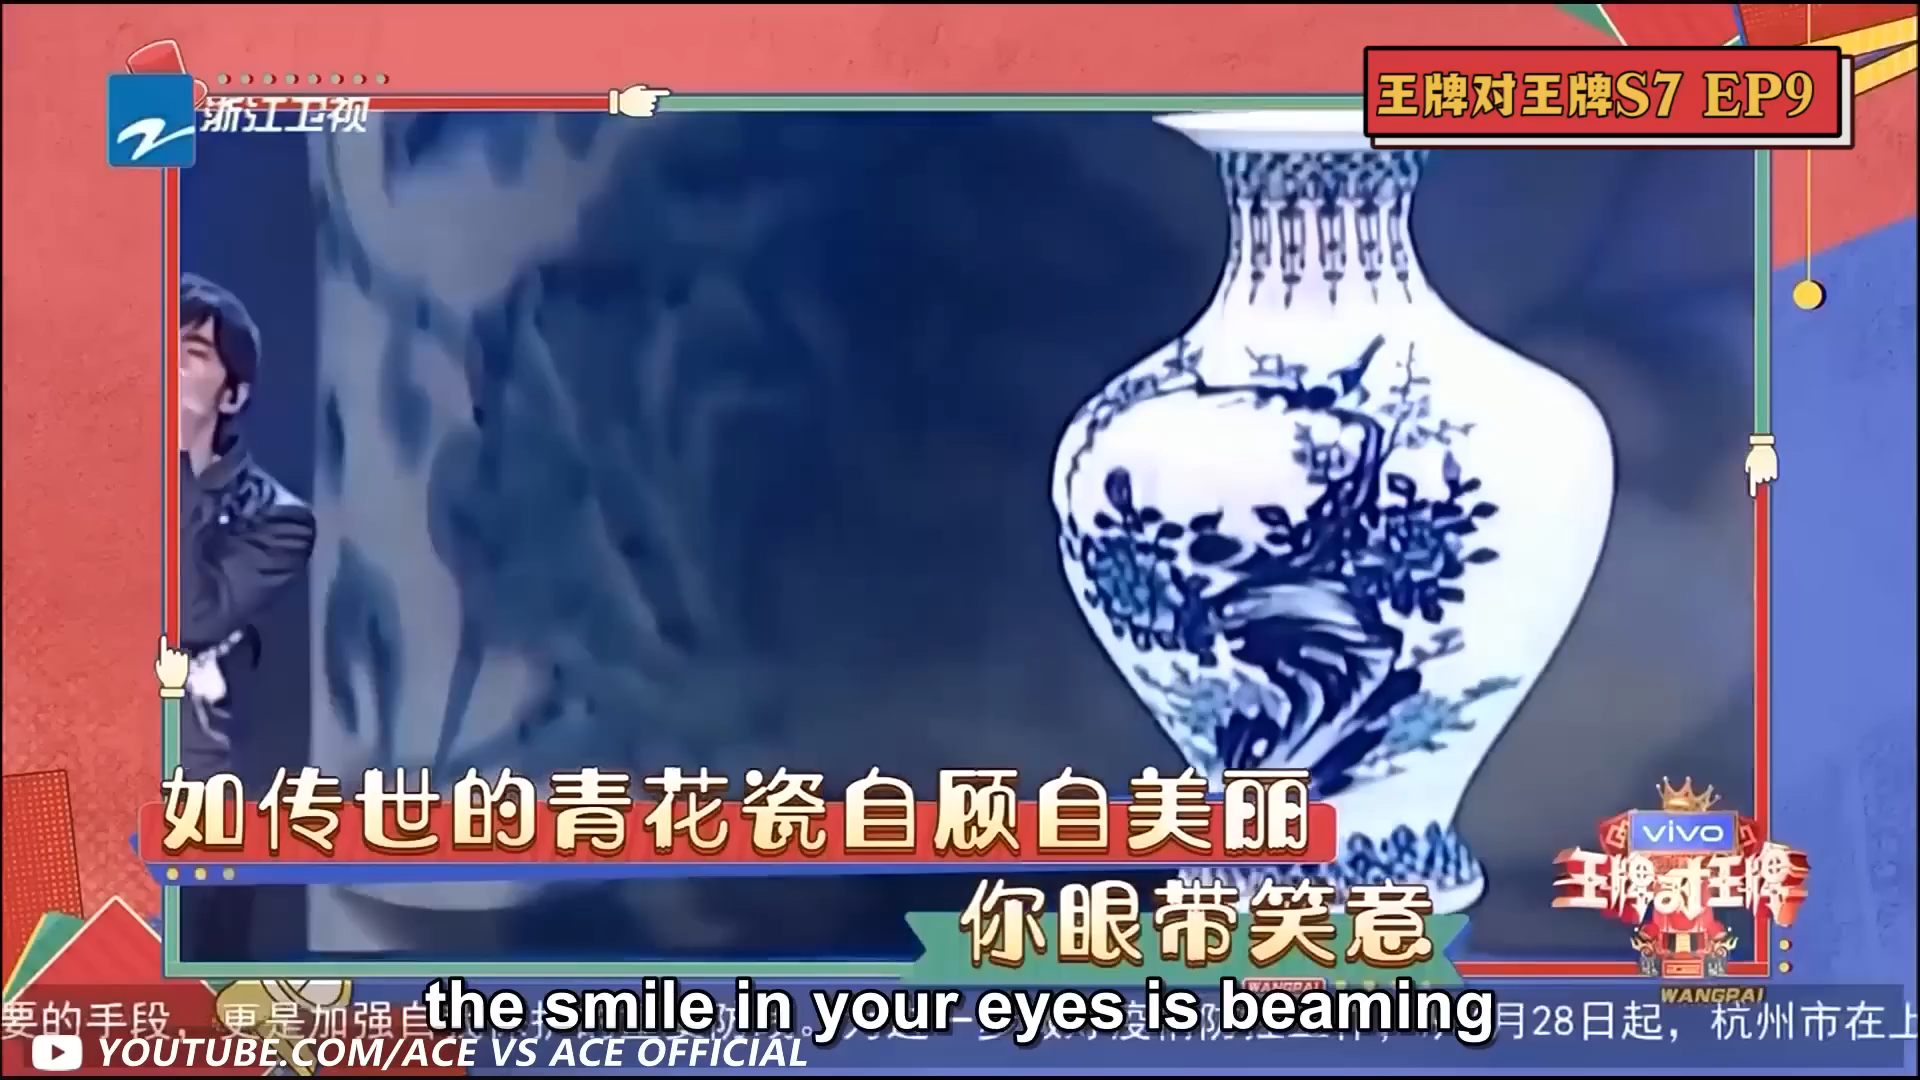 浙江卫视
王牌对王牌S7 EP9
如传世的青花瓷自顾自美丽
你眼带笑意
vivo
王牌对王牌
WANGPAI
WANGPAI
the smile in your eyes is beaming
要的手段，更是加强自
月28日起，杭州市在上
YOUTUBE.COM/ACE VS ACE OFFICIAL